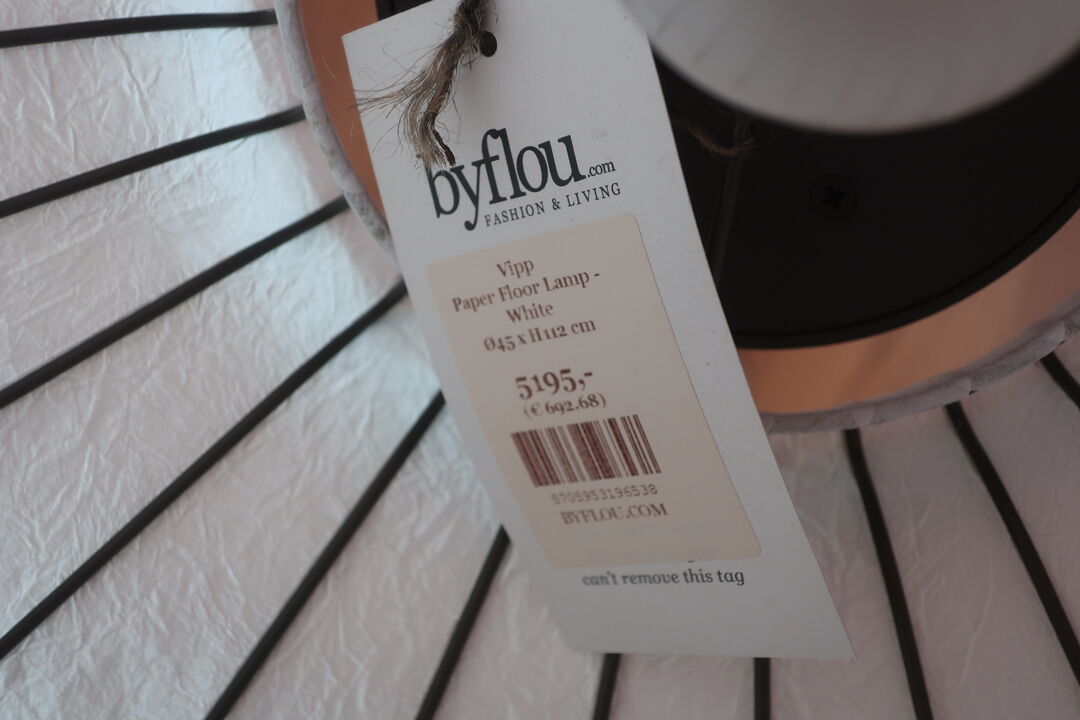 byflou.com
FASHION & LIVING
Vipp
Paper Floor Lamp -
White
Ø45 x H112 cm
5195,-
(€ 692.68)
5705953196538
BYFLOU.COM
can't remove this tag